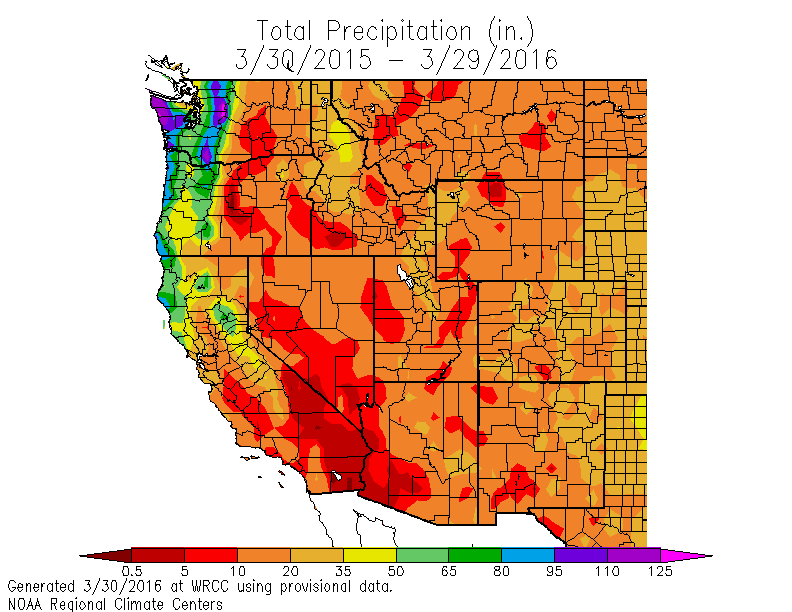 Total Precipitation (in.)
3/30/2015 – 3/29/2016
0.5 5 10 20 35 50 65 80 95 110 125
Generated 3/30/2016 at WRCC using provisional data.
NOAA Regional Climate Centers